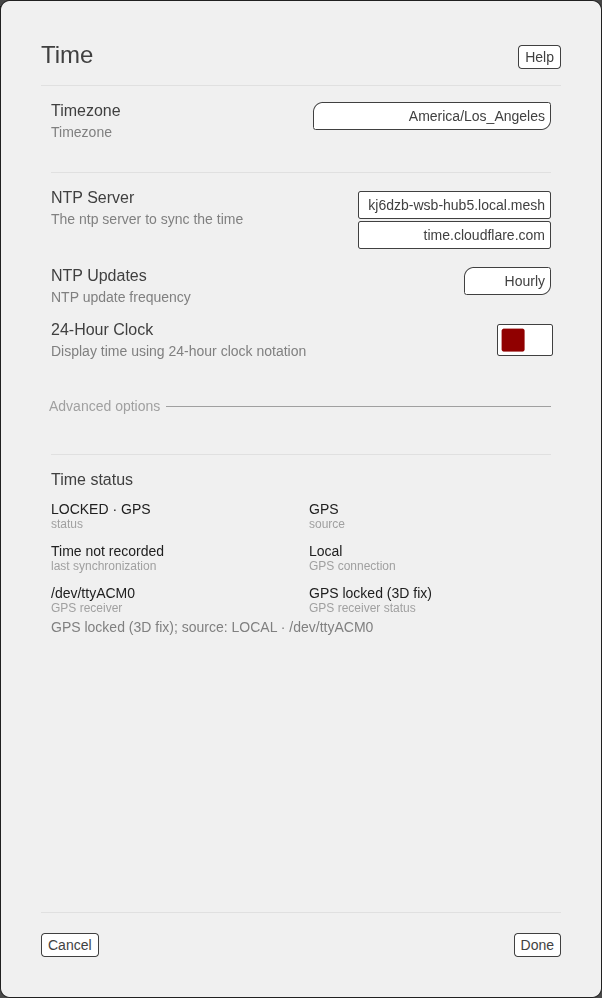 Time
Help
Timezone
America/Los_Angeles
Timezone
NTP Server
kj6dzb-wsb-hub5.local.mesh
The ntp server to sync the time
time.cloudflare.com
NTP Updates
Hourly
NTP update frequency
24-Hour Clock
Display time using 24-hour clock notation
Advanced options
Time status
LOCKED · GPS
status
GPS
source
Time not recorded
last synchronization
Local
GPS connection
/dev/ttyACM0
GPS receiver
GPS locked (3D fix)
GPS receiver status
GPS locked (3D fix); source: LOCAL · /dev/ttyACM0
Cancel
Done